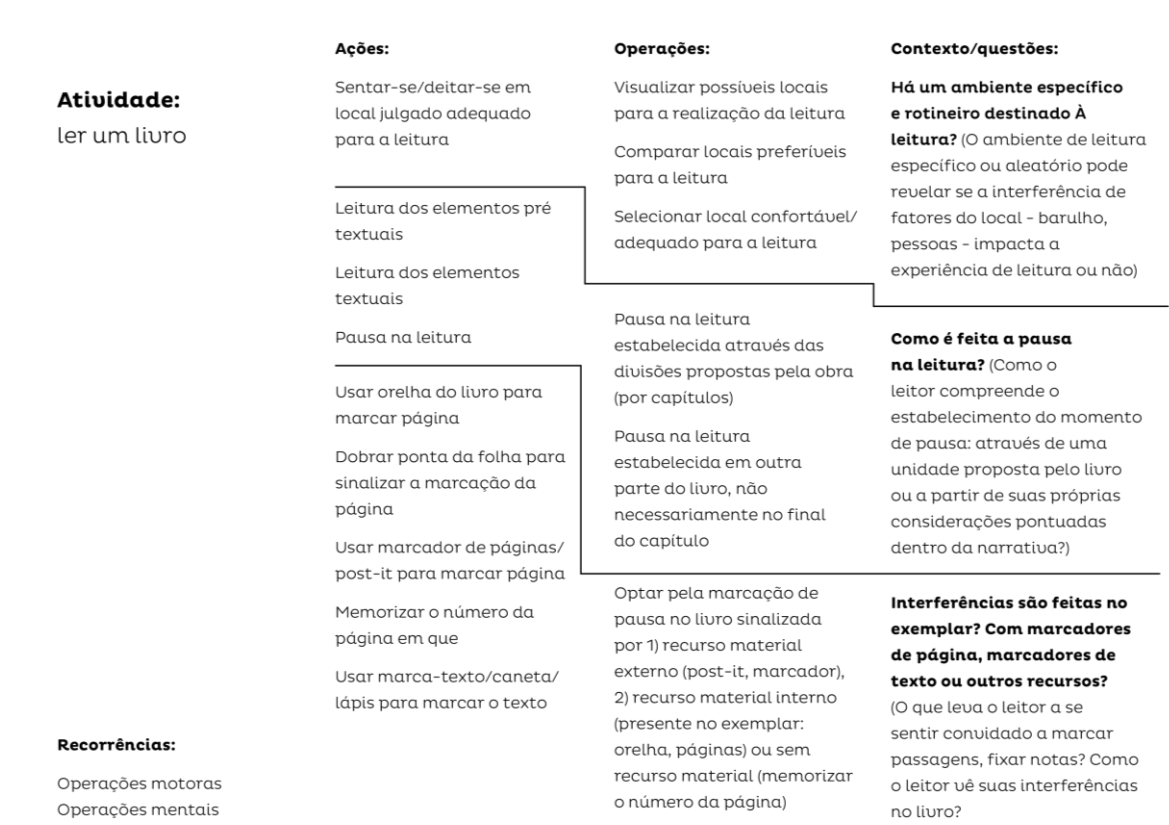 Atividade:
ler um livro
Recorrências:
Operações motoras
Operações mentais
Ações:
Sentar-se/deitar-se em
local julgado adequado
para a leitura
Leitura dos elementos pré
textuais
Leitura dos elementos
textuais
Pausa na leitura
Usar orelha do livro para
marcar página
Dobrar ponta da folha para
sinalizar a marcação da
página
Usar marcador de páginas/
post-it para marcar página
Memorizar o número da
página em que
Usar marca-texto/caneta/
lápis para marcar o texto
Operações:
Visualizar possíveis locais
para a realização da leitura
Comparar locais preferíveis
para a leitura
Selecionar local confortável/
adequado para a leitura
Pausa na leitura
estabelecida através das
divisões propostas pela obra
(por capítulos)
Pausa na leitura
estabelecida em outra
parte do livro, não
necessariamente no final
do capítulo
Optar pela marcação de
pausa no livro sinalizada
por 1) recurso material
externo (post-it, marcador),
2) recurso material interno
(presente no exemplar:
orelha, páginas) ou sem
recurso material (memorizar
o número da página)
Contexto/questões:
Há um ambiente específico
e rotineiro destinado À
leitura? (O ambiente de leitura
específico ou aleatório pode
revelar se a interferência de
fatores do local - barulho,
pessoas - impacta a
experiência de leitura ou não)
Como é feita a pausa
na leitura? (Como o
leitor compreende o
estabelecimento do momento
de pausa: através de uma
unidade proposta pelo livro
ou a partir de suas próprias
considerações pontuadas
dentro da narrativa?)
Interferências são feitas no
exemplar? Com marcadores
de página, marcadores de
texto ou outros recursos?
(O que leva o leitor a se
sentir convidado a marcar
passagens, fixar notas? Como
o leitor vê suas interferências
no livro?